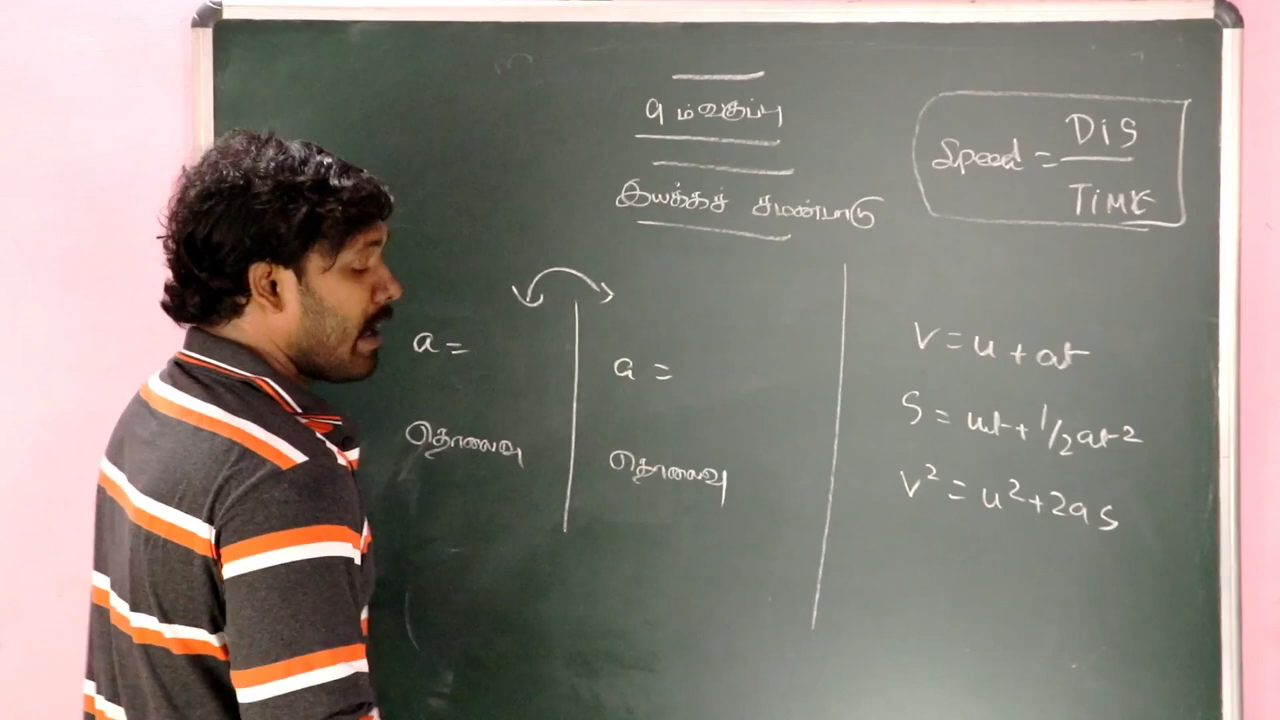 9 ம் வகுப்பு
இயக்கச் சமன்பாடு
Speed = DIS / TIME
a =
தொலைவு
a =
தொலைவு
V = u + at
S = ut + 1/2 at2
V² = u² + 2as